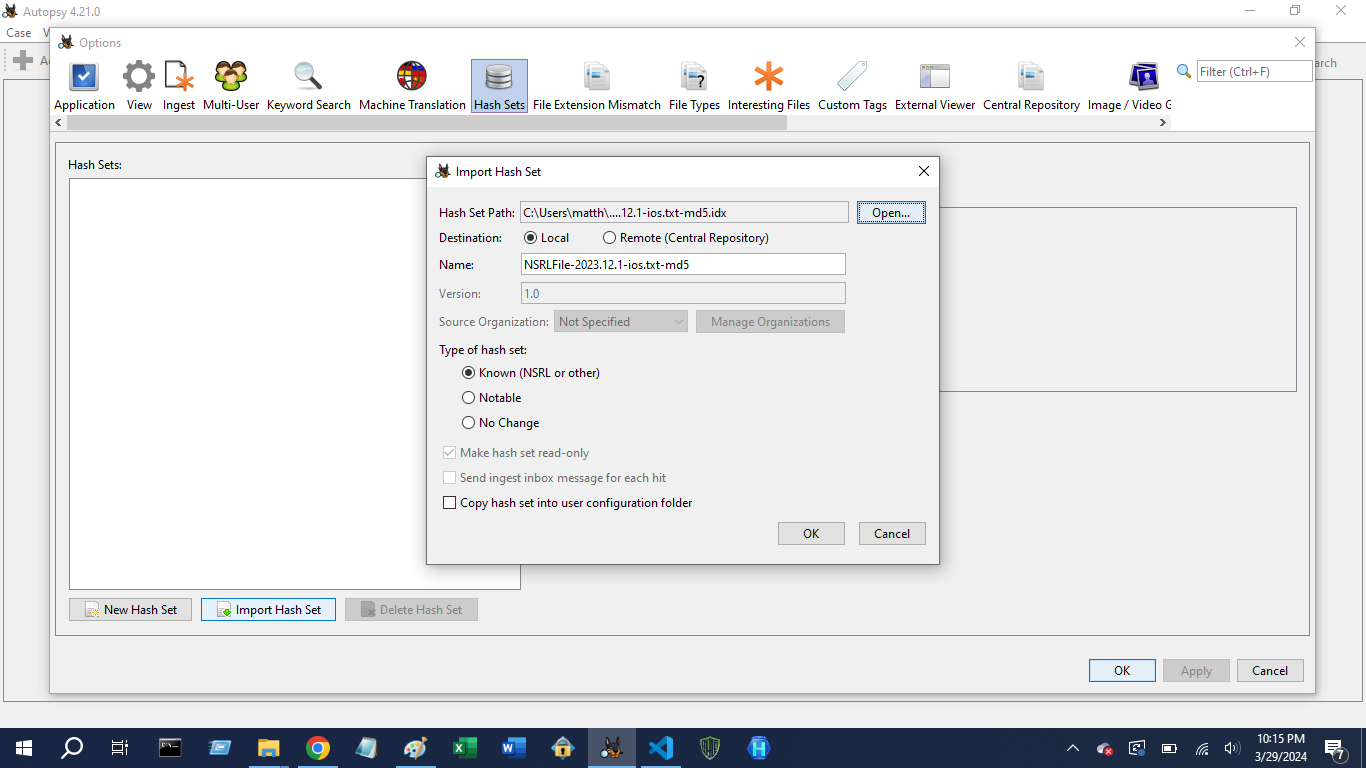 Autopsy 4.21.0
Case
Options
Application View Ingest Multi-User Keyword Search Machine Translation Hash Sets File Extension Mismatch File Types Interesting Files Custom Tags External Viewer Central Repository Image / Video G
Filter (Ctrl+F)
Hash Sets:
Import Hash Set
Hash Set Path: C:\Users\matth\....12.1-ios.txt-md5.idx Open...
Destination: Local Remote (Central Repository)
Name: NSRLFile-2023.12.1-ios.txt-md5
Version: 1.0
Source Organization: Not Specified Manage Organizations
Type of hash set:
Known (NSRL or other)
Notable
No Change
Make hash set read-only
Send ingest inbox message for each hit
Copy hash set into user configuration folder
OK Cancel
New Hash Set Import Hash Set Delete Hash Set
OK Apply Cancel
10:15 PM
3/29/2024
7